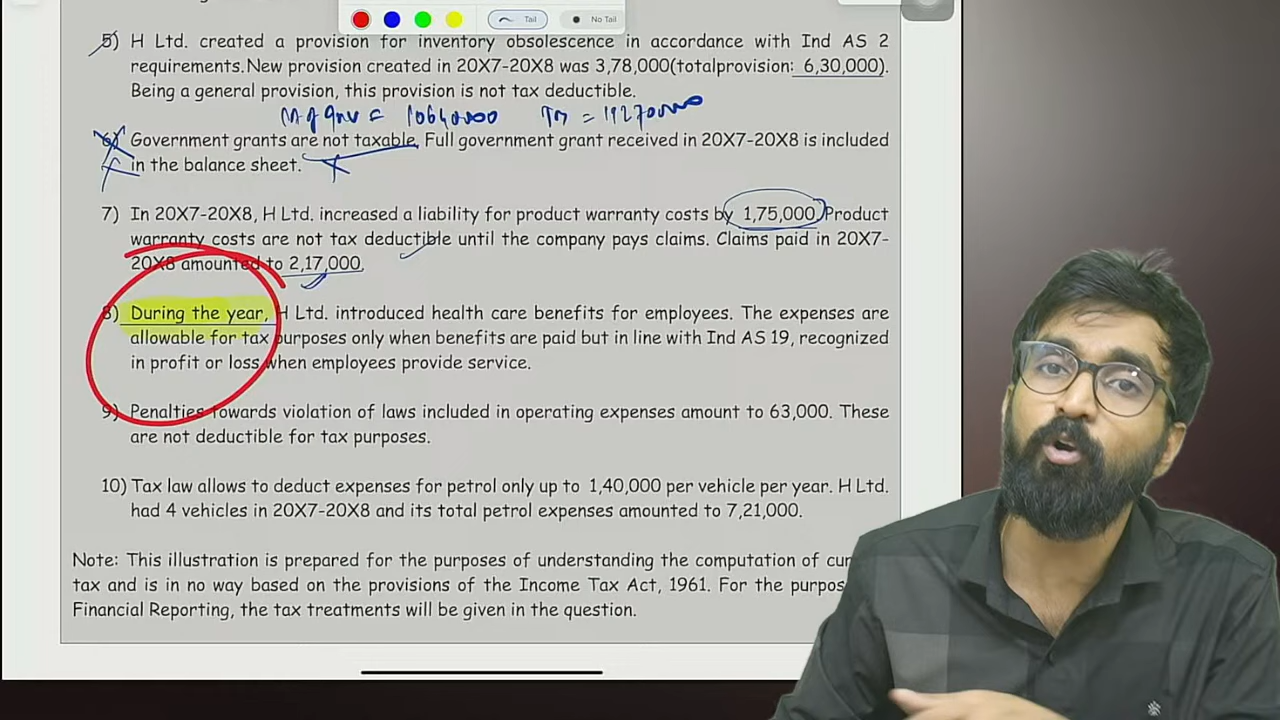 Tail
No Tail
5) H Ltd. created a provision for inventory obsolescence in accordance with Ind AS 2
requirements.New provision created in 20X7-20X8 was 3,78,000(totalprovision: 6,30,000).
Being a general provision, this provision is not tax deductible.
6) Government grants are not taxable. Full government grant received in 20X7-20X8 is included
in the balance sheet.
7) In 20X7-20X8, H Ltd. increased a liability for product warranty costs by 1,75,000. Product
warranty costs are not tax deductible until the company pays claims. Claims paid in 20X7-
20X8 amounted to 2,17,000.
8) During the year, H Ltd. introduced health care benefits for employees. The expenses are
allowable for tax purposes only when benefits are paid but in line with Ind AS 19, recognized
in profit or loss when employees provide service.
9) Penalties towards violation of laws included in operating expenses amount to 63,000. These
are not deductible for tax purposes.
10) Tax law allows to deduct expenses for petrol only up to 1,40,000 per vehicle per year. H Ltd.
had 4 vehicles in 20X7-20X8 and its total petrol expenses amounted to 7,21,000.
Note: This illustration is prepared for the purposes of understanding the computation of
tax and is in no way based on the provisions of the Income Tax Act, 1961. For the
Financial Reporting, the tax treatments will be given in the question.